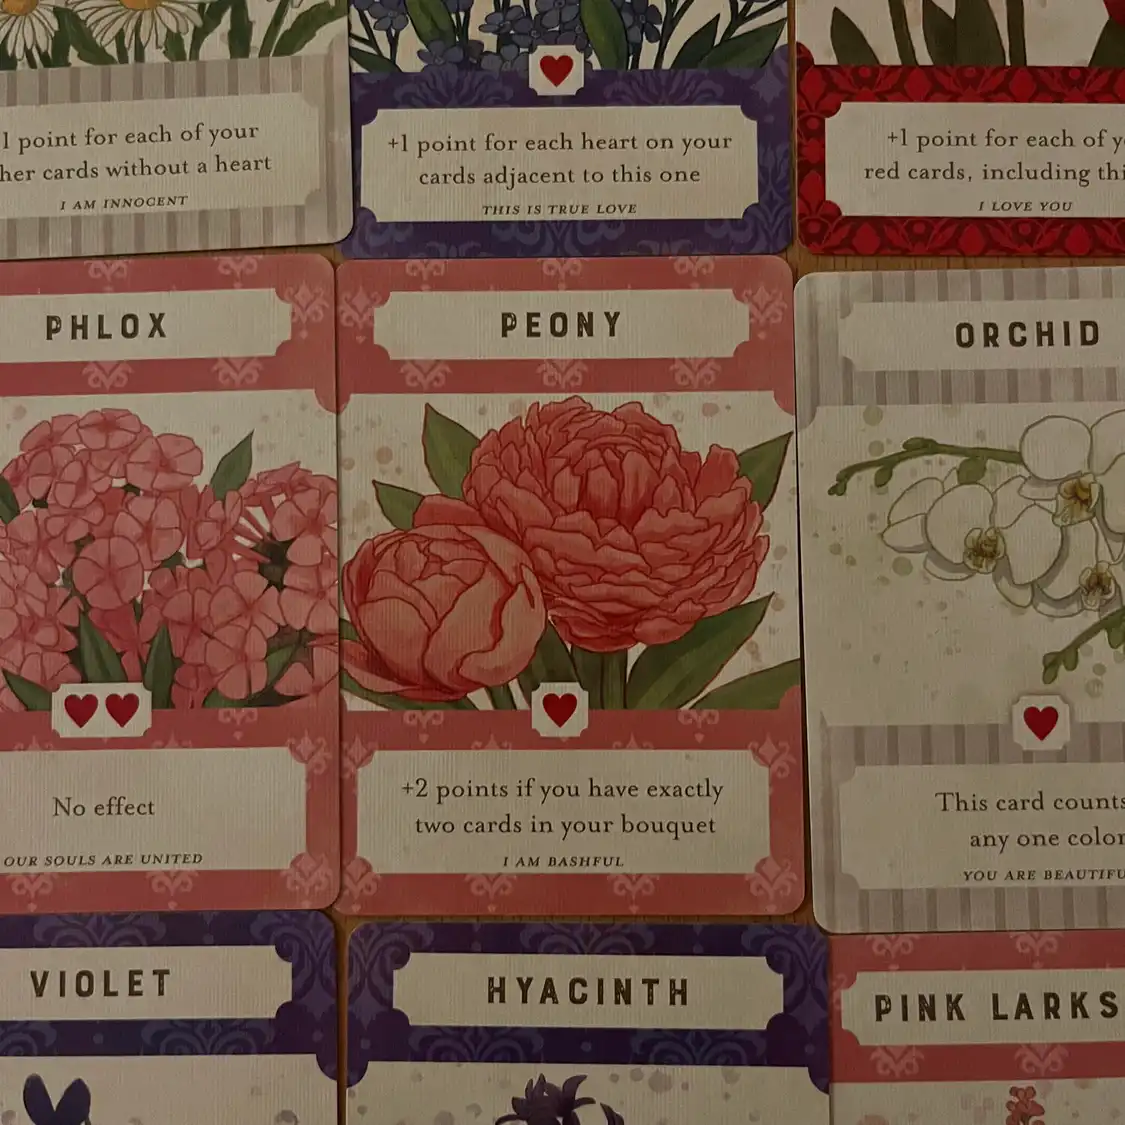 1 point for each of your
her cards without a heart
I AM INNOCENT
+1 point for each heart on your
cards adjacent to this one
THIS IS TRUE LOVE
+1 point for each of y
red cards, including thi
I LOVE YOU
PHLOX
No effect
OUR SOULS ARE UNITED
PEONY
+2 points if you have exactly
two cards in your bouquet
I AM BASHFUL
ORCHID
This card counts
any one color
YOU ARE BEAUTIFU
VIOLET
HYACINTH
PINK LARKS